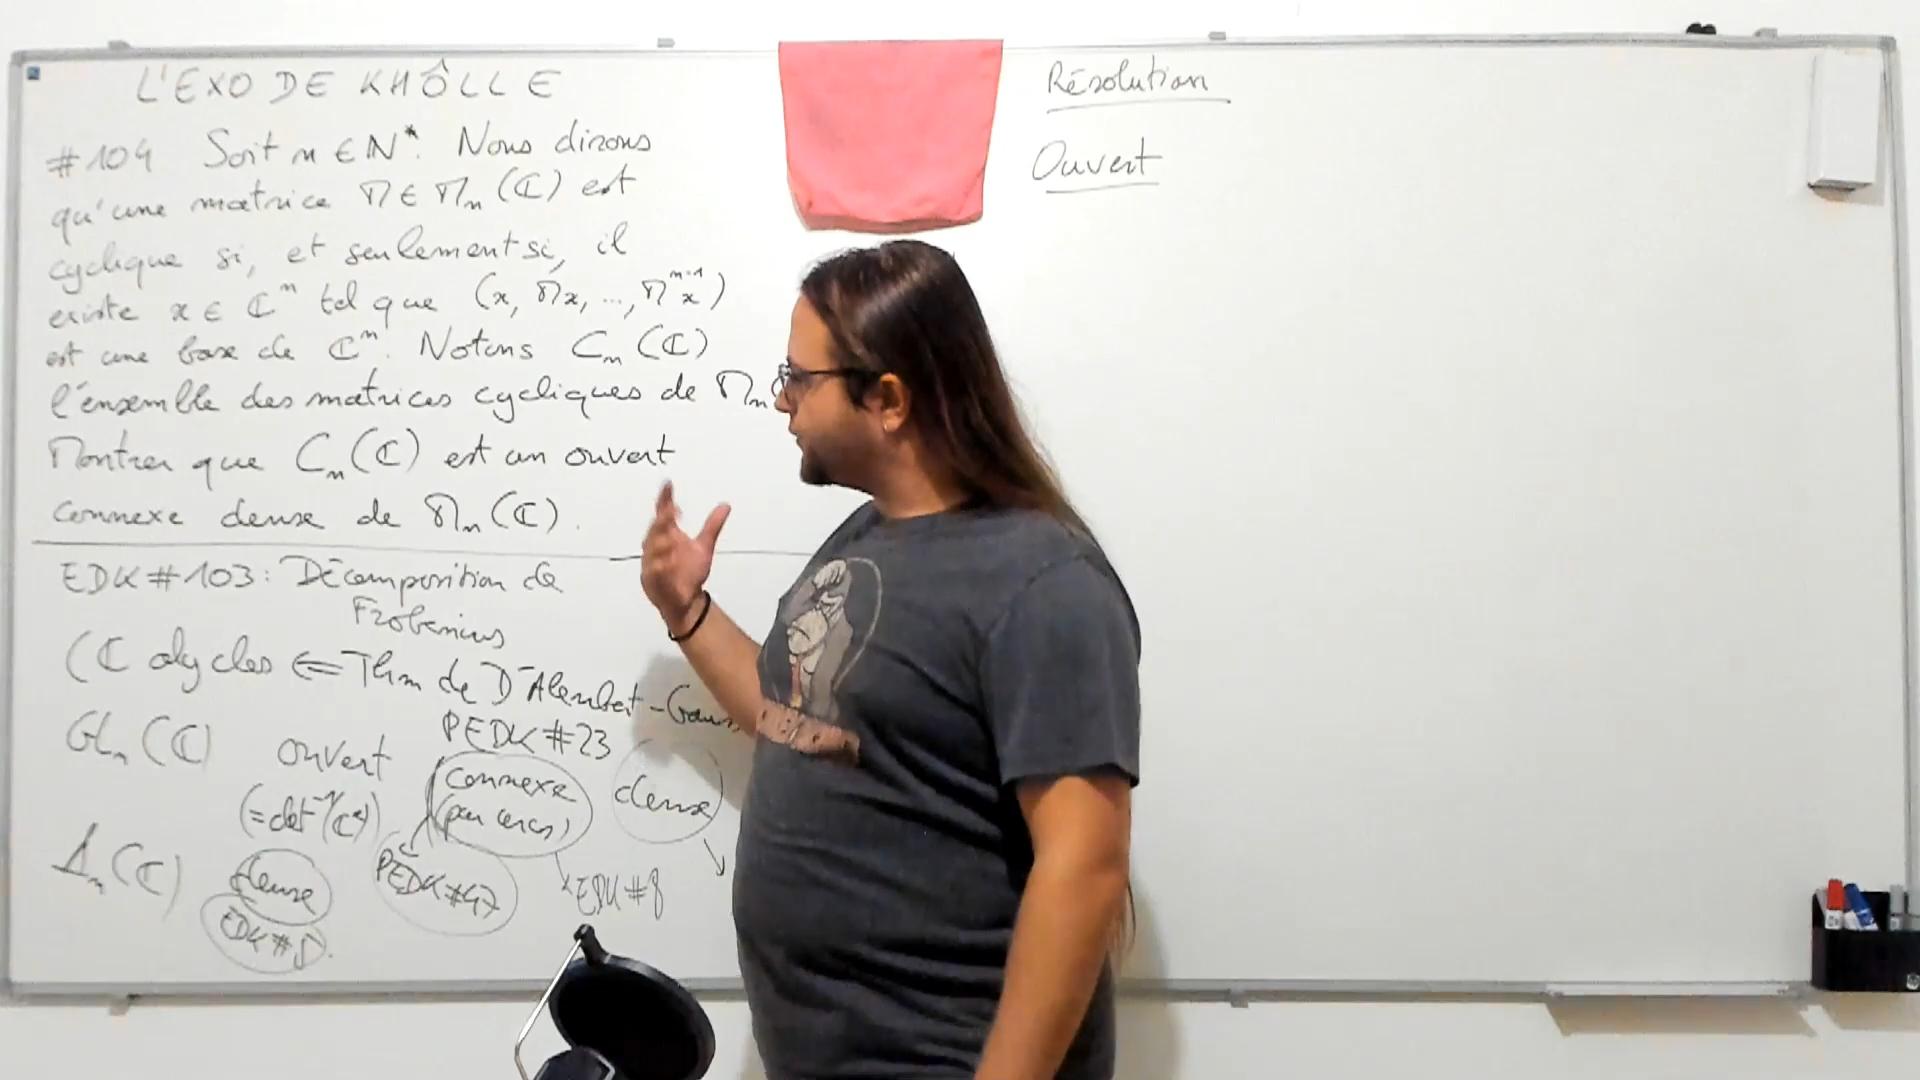 L'EXO DE KHÔLLE
#104 Soit n ∈ ℕ*. Nous dirons
qu'une matrice M ∈ Mₙ(ℂ) est
cyclique si, et seulement si, il
existe x ∈ ℂⁿ tel que (x, Mx, ..., Mⁿ⁻¹x)
est une base de ℂⁿ. Notons Cₙ(ℂ)
l'ensemble des matrices cycliques de Mₙ(
Montrer que Cₙ(ℂ) est un ouvert
connexe dense de Mₙ(ℂ).
EDK #103 : Décomposition de
Frobenius
(ℂ algclos ⇐ Thm de D'Alembert-Gauss
PEDK #23
GLₙ(ℂ) ouvert connexe dense
(= det⁻¹(ℂ*)) (par arcs)
PEDK #47 EDK #8
Δₙ(ℂ) dense
EDK #
Résolution
Ouvert